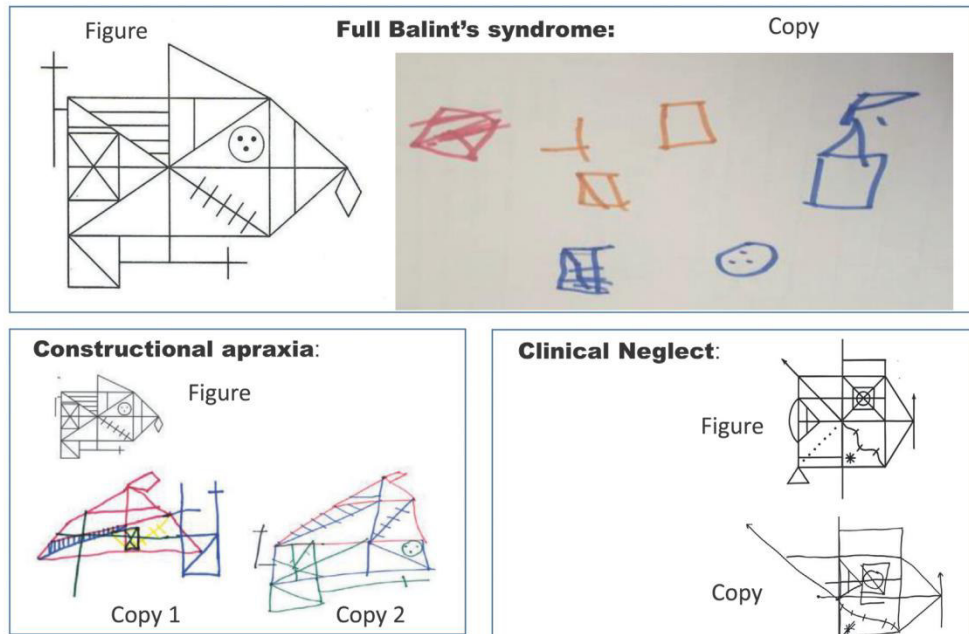 Figure
Full Balint's syndrome:
Copy
Constructional apraxia:
Figure
Copy 1
Copy 2
Clinical Neglect:
Figure
Copy